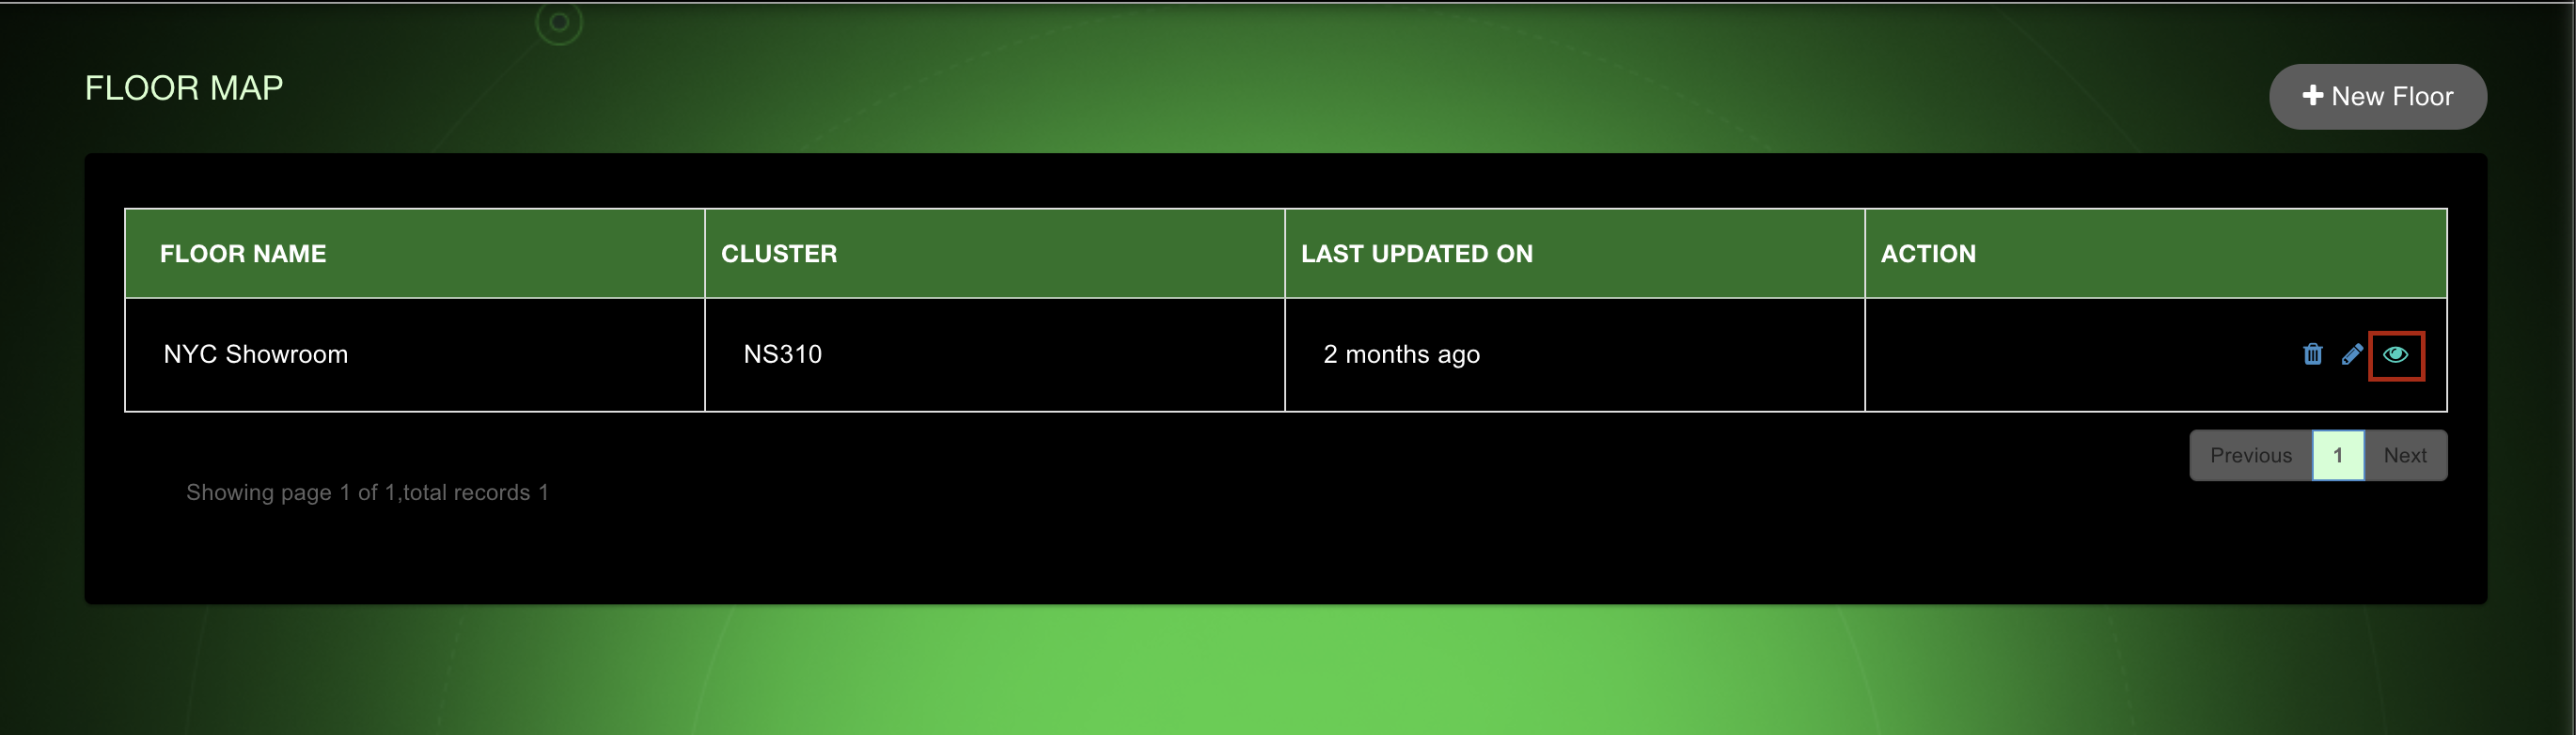 FLOOR MAP
New Floor
FLOOR NAME CLUSTER LAST UPDATED ON ACTION
NYC Showroom NS310 2 months ago
Previous 1 Next
Showing page 1 of 1,total records 1